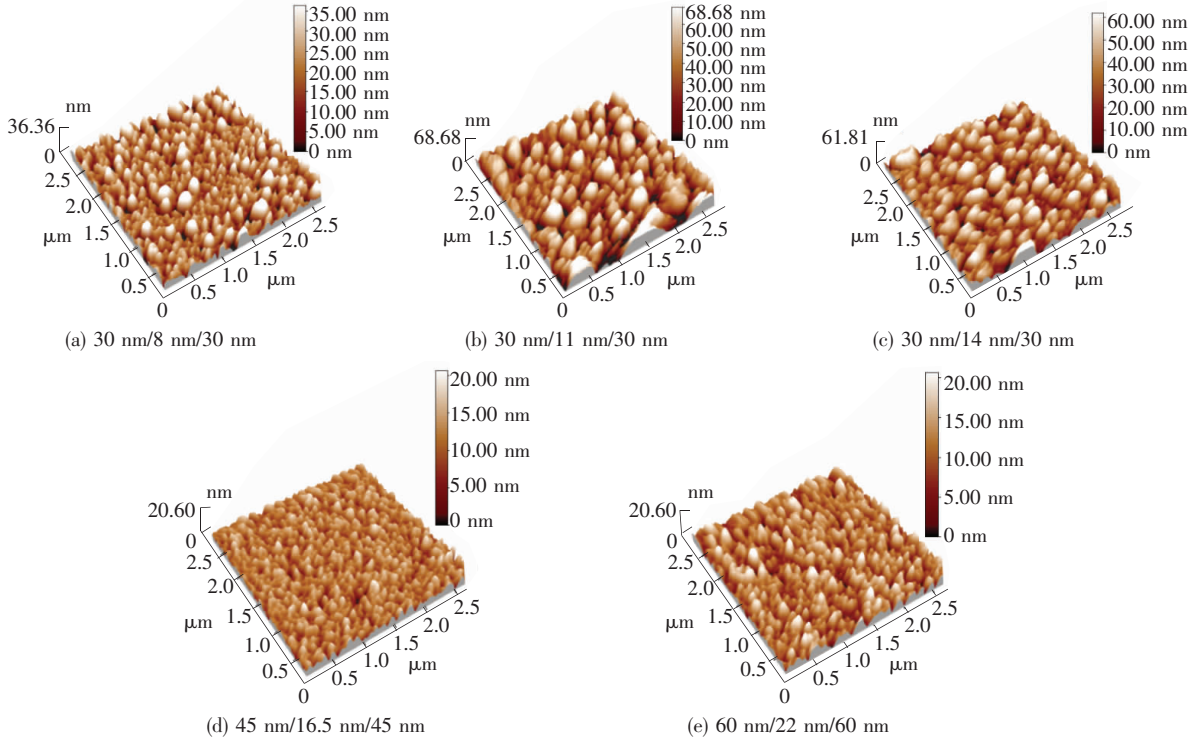 35.00 nm
30.00 nm
25.00 nm
20.00 nm
15.00 nm
10.00 nm
5.00 nm
0 nm
nm
36.36
0
2.5
2.0
1.5
1.0
0.5
0
μm
0.5
1.0
1.5
2.0
2.5
μm
(a) 30 nm/8 nm/30 nm
68.68 nm
60.00 nm
50.00 nm
40.00 nm
30.00 nm
20.00 nm
10.00 nm
0 nm
nm
68.68
0
2.5
2.0
1.5
1.0
0.5
0
μm
0.5
1.0
1.5
2.0
2.5
μm
(b) 30 nm/11 nm/30 nm
60.00 nm
50.00 nm
40.00 nm
30.00 nm
20.00 nm
10.00 nm
0 nm
nm
61.81
0
2.5
2.0
1.5
1.0
0.5
0
μm
0.5
1.0
1.5
2.0
2.5
μm
(c) 30 nm/14 nm/30 nm
20.00 nm
15.00 nm
10.00 nm
5.00 nm
0 nm
nm
20.60
0
2.5
2.0
1.5
1.0
0.5
0
μm
0.5
1.0
1.5
2.0
2.5
μm
(d) 45 nm/16.5 nm/45 nm
20.00 nm
15.00 nm
10.00 nm
5.00 nm
0 nm
nm
20.60
0
2.5
2.0
1.5
1.0
0.5
0
μm
0.5
1.0
1.5
2.0
2.5
μm
(e) 60 nm/22 nm/60 nm